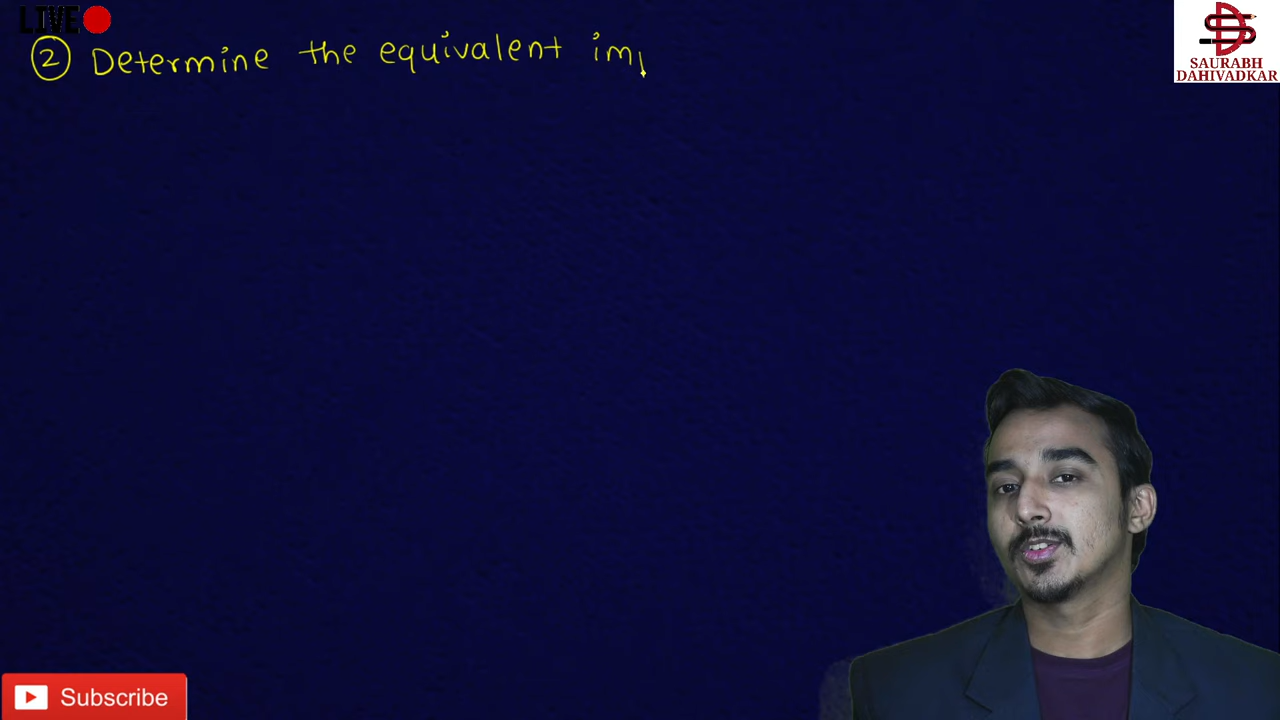 LIVE
② Determine the equivalent im
SAURABH
DAHIVADKAR
Subscribe